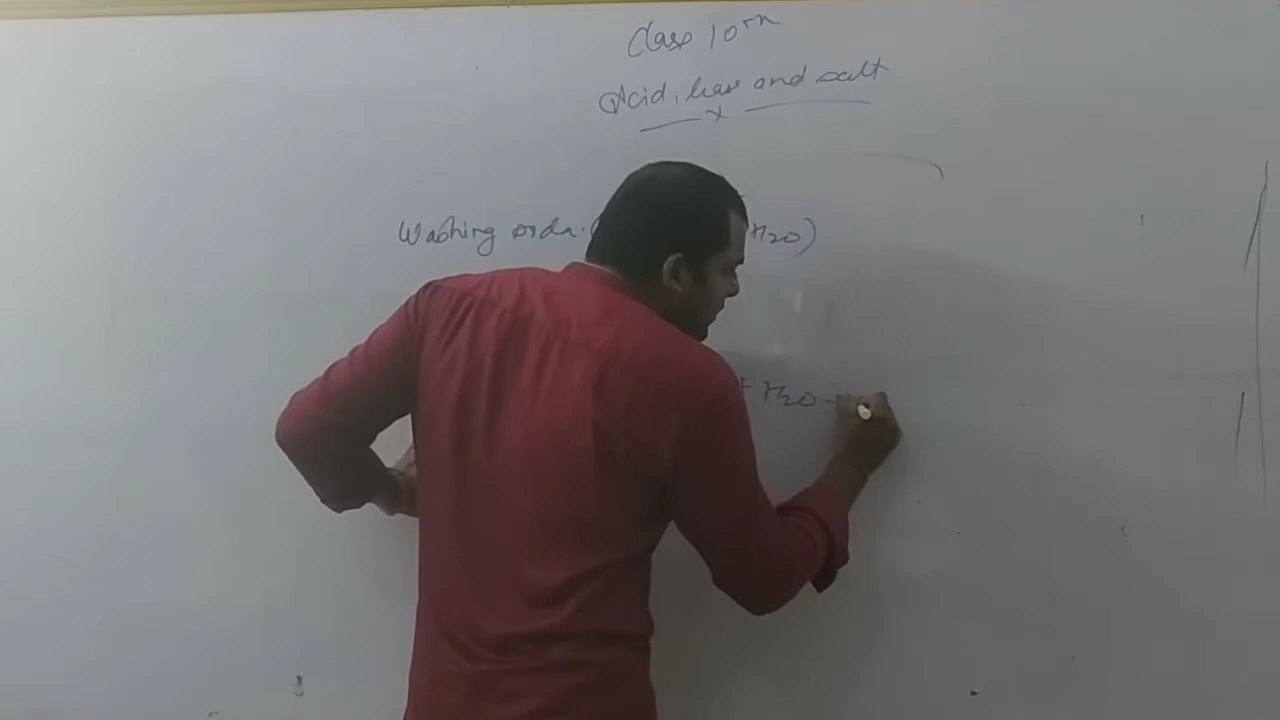 Class 10th
Acid, base and salt
Washing soda. ( H2O)
+ H2O